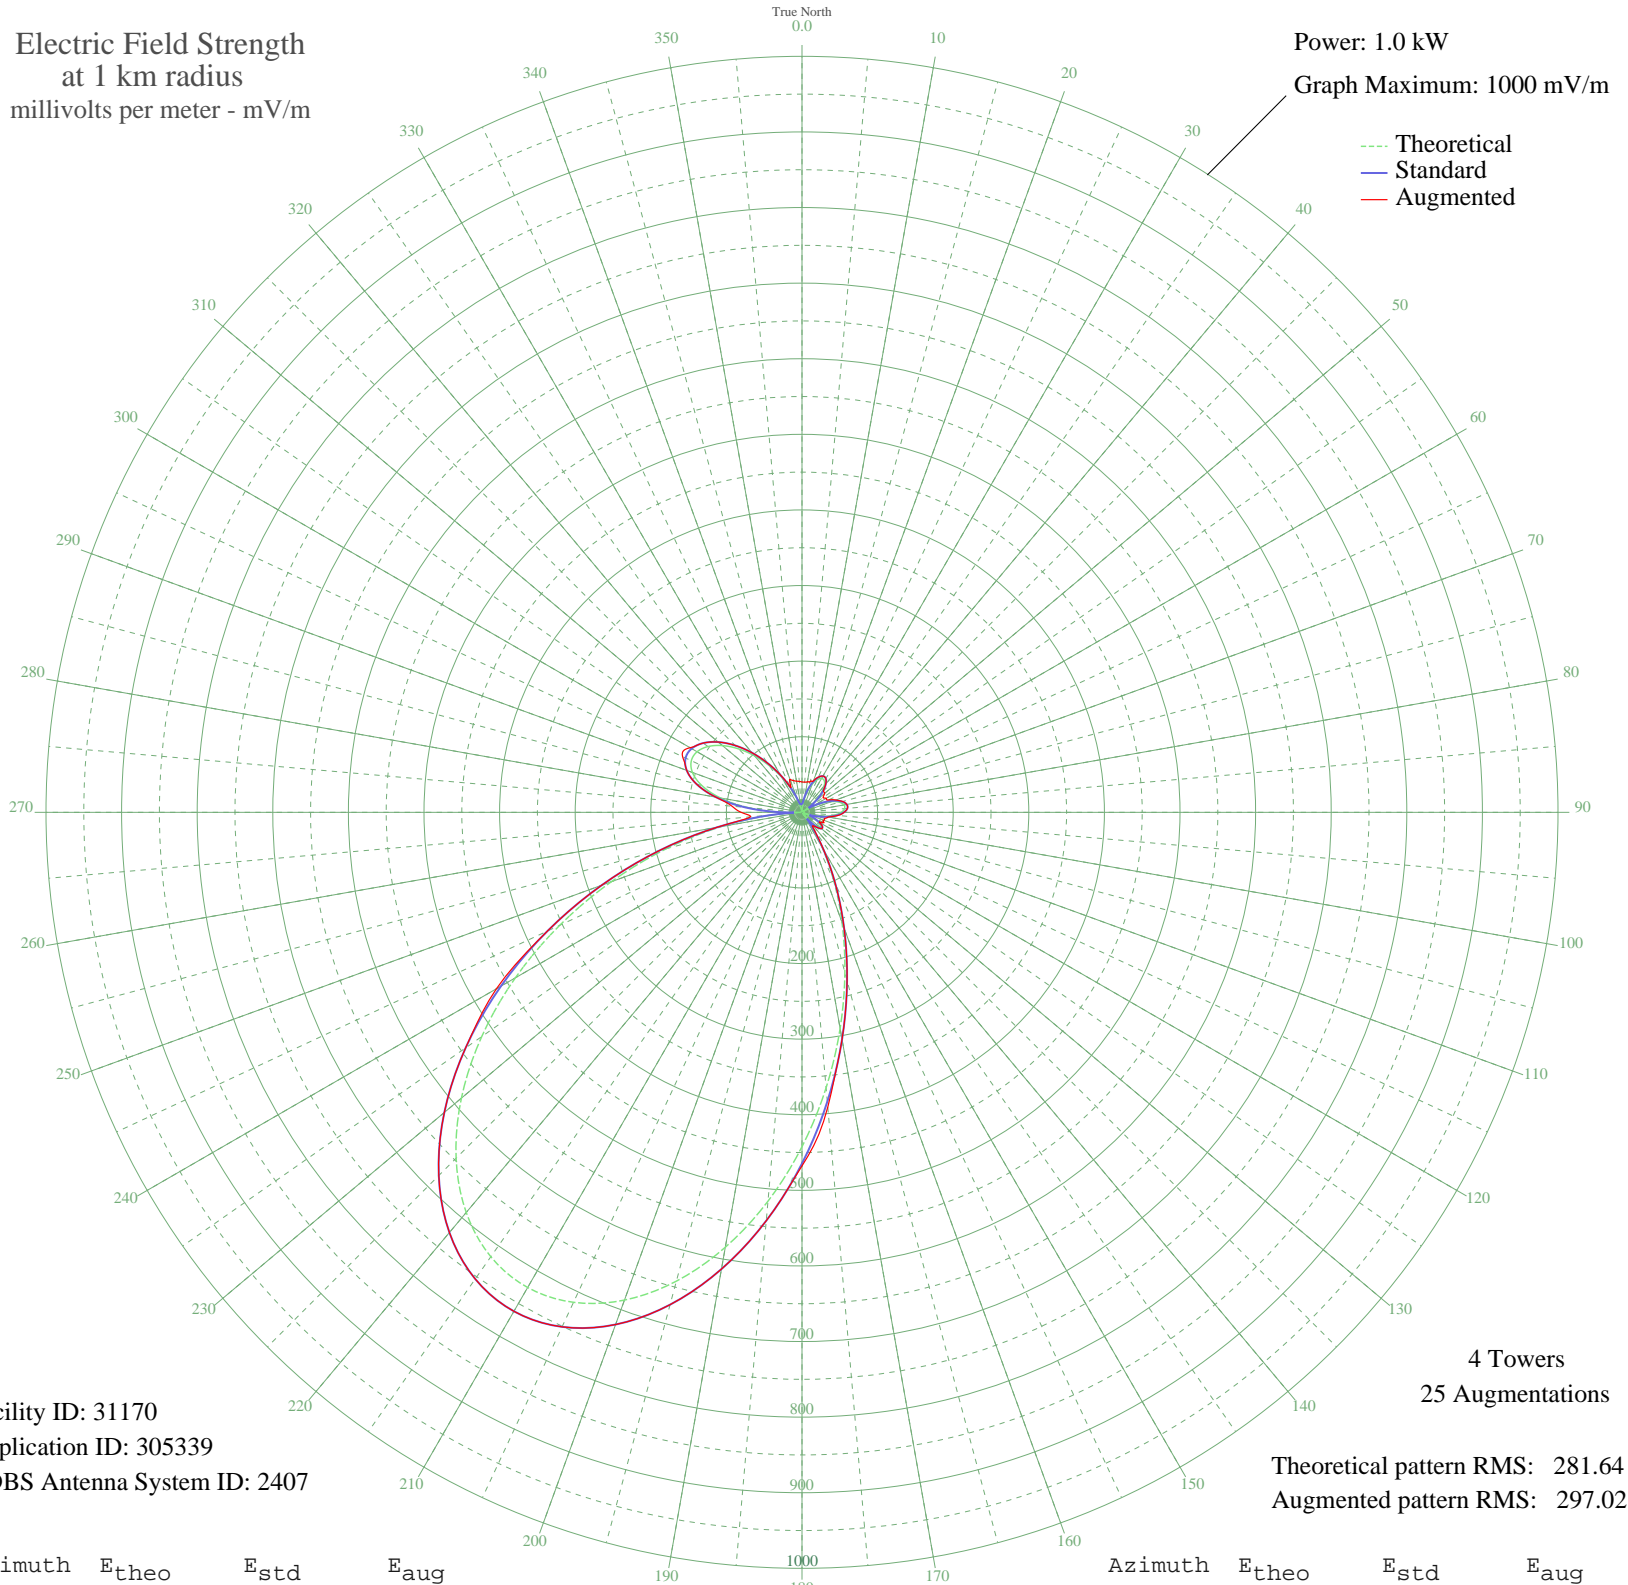 True North
0.0
Electric Field Strength
at 1 km radius
millivolts per meter - mV/m
Power: 1.0 kW
Graph Maximum: 1000 mV/m
Theoretical
Standard
Augmented
10
20
30
40
50
60
70
80
90
100
110
120
130
140
150
160
170
190
200
210
220
230
240
250
260
270
280
290
300
310
320
330
340
350
200
300
400
500
600
700
800
900
1000
4 Towers
25 Augmentations
cility ID: 31170
plication ID: 305339
DBS Antenna System ID: 2407
Theoretical pattern RMS: 281.64
Augmented pattern RMS: 297.02
imuth Etheo Estd Eaug
Azimuth Etheo Estd Eaug